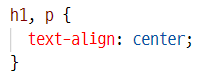 h1, p {
  text-align: center;
}